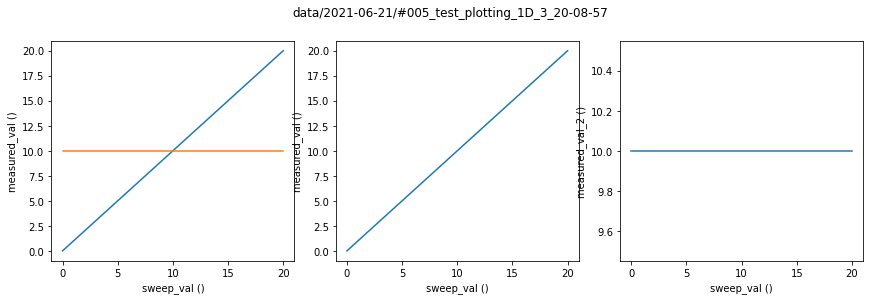 data/2021-06-21/#005_test_plotting_1D_3_20-08-57
measured_val ()
20.0
17.5
15.0
12.5
10.0
7.5
5.0
2.5
0.0
0 5 10 15 20
sweep_val ()
measured_val ()
20.0
17.5
15.0
12.5
10.0
7.5
5.0
2.5
0.0
0 5 10 15 20
sweep_val ()
measured_val_2 ()
10.4
10.2
10.0
9.8
9.6
0 5 10 15 20
sweep_val ()